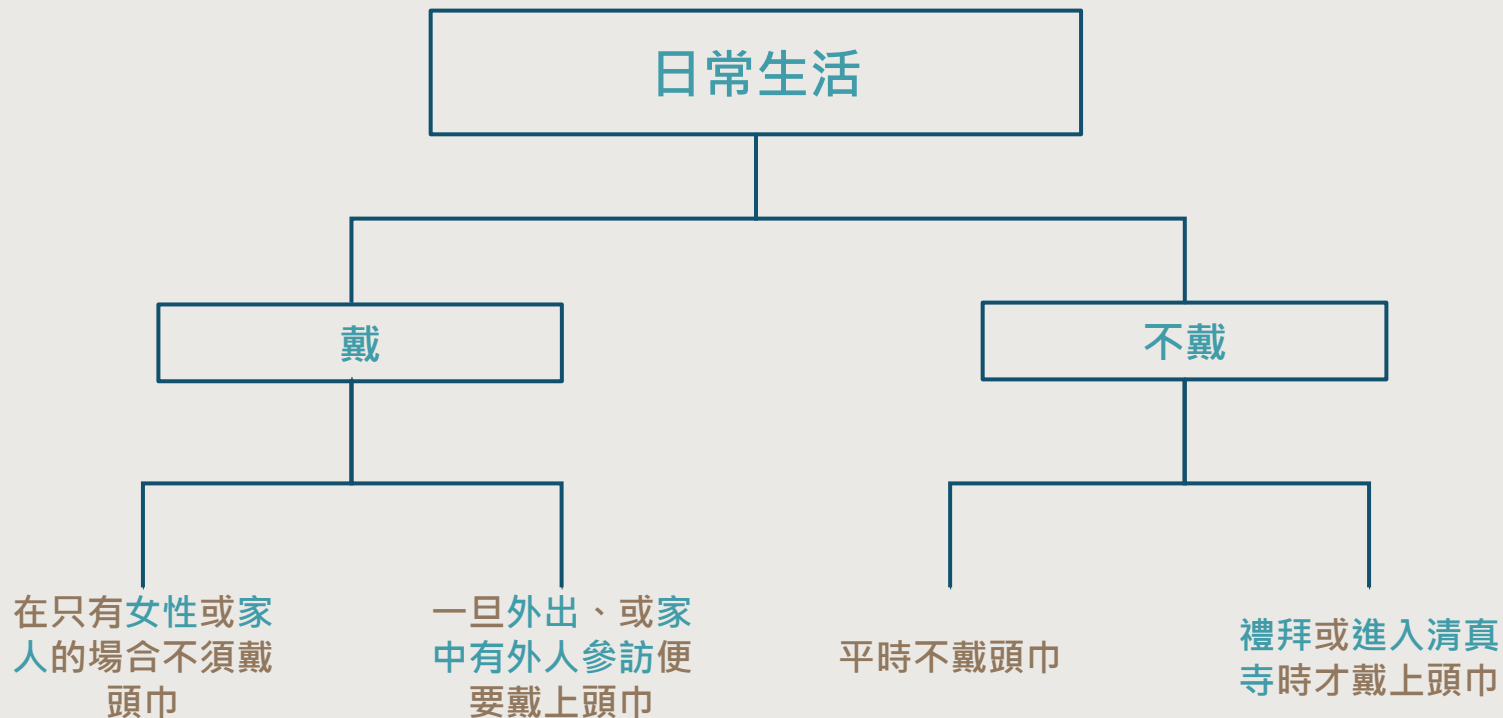 日常生活
戴
不戴
在只有女性或家
人的場合不須戴
頭巾
一旦外出、或家
中有外人參訪便
要戴上頭巾
平時不戴頭巾
禮拜或進入清真
寺時才戴上頭巾